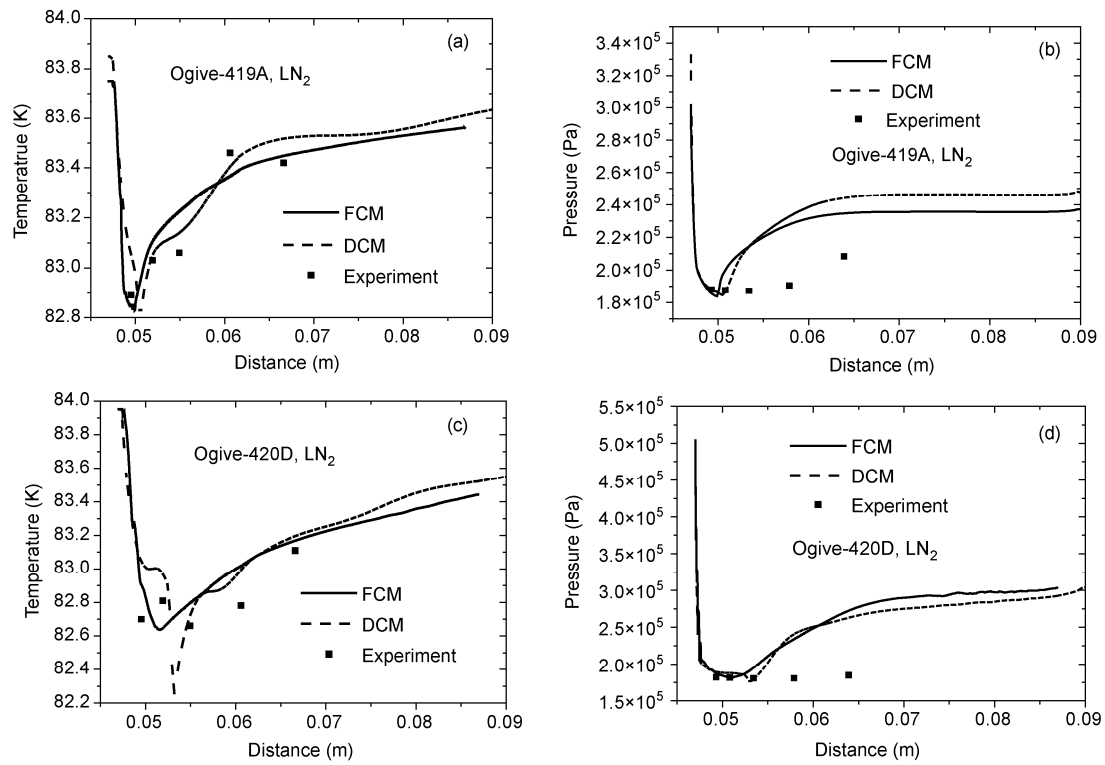 (a)
Ogive-419A, LN2
Temperatrue (K)
84.0
83.8
83.6
83.4
83.2
83.0
82.8
FCM
DCM
Experiment
0.05
0.06
0.07
0.08
0.09
Distance (m)
(b)
Pressure (Pa)
3.4×10^5
3.2×10^5
3.0×10^5
2.8×10^5
2.6×10^5
2.4×10^5
2.2×10^5
2.0×10^5
1.8×10^5
FCM
DCM
Experiment
Ogive-419A, LN2
0.05
0.06
0.07
0.08
0.09
Distance (m)
(c)
Ogive-420D, LN2
Temperature (K)
84.0
83.8
83.6
83.4
83.2
83.0
82.8
82.6
82.4
82.2
FCM
DCM
Experiment
0.05
0.06
0.07
0.08
0.09
Distance (m)
(d)
Pressure (Pa)
5.5×10^5
5.0×10^5
4.5×10^5
4.0×10^5
3.5×10^5
3.0×10^5
2.5×10^5
2.0×10^5
1.5×10^5
FCM
DCM
Experiment
Ogive-420D, LN2
0.05
0.06
0.07
0.08
0.09
Distance (m)